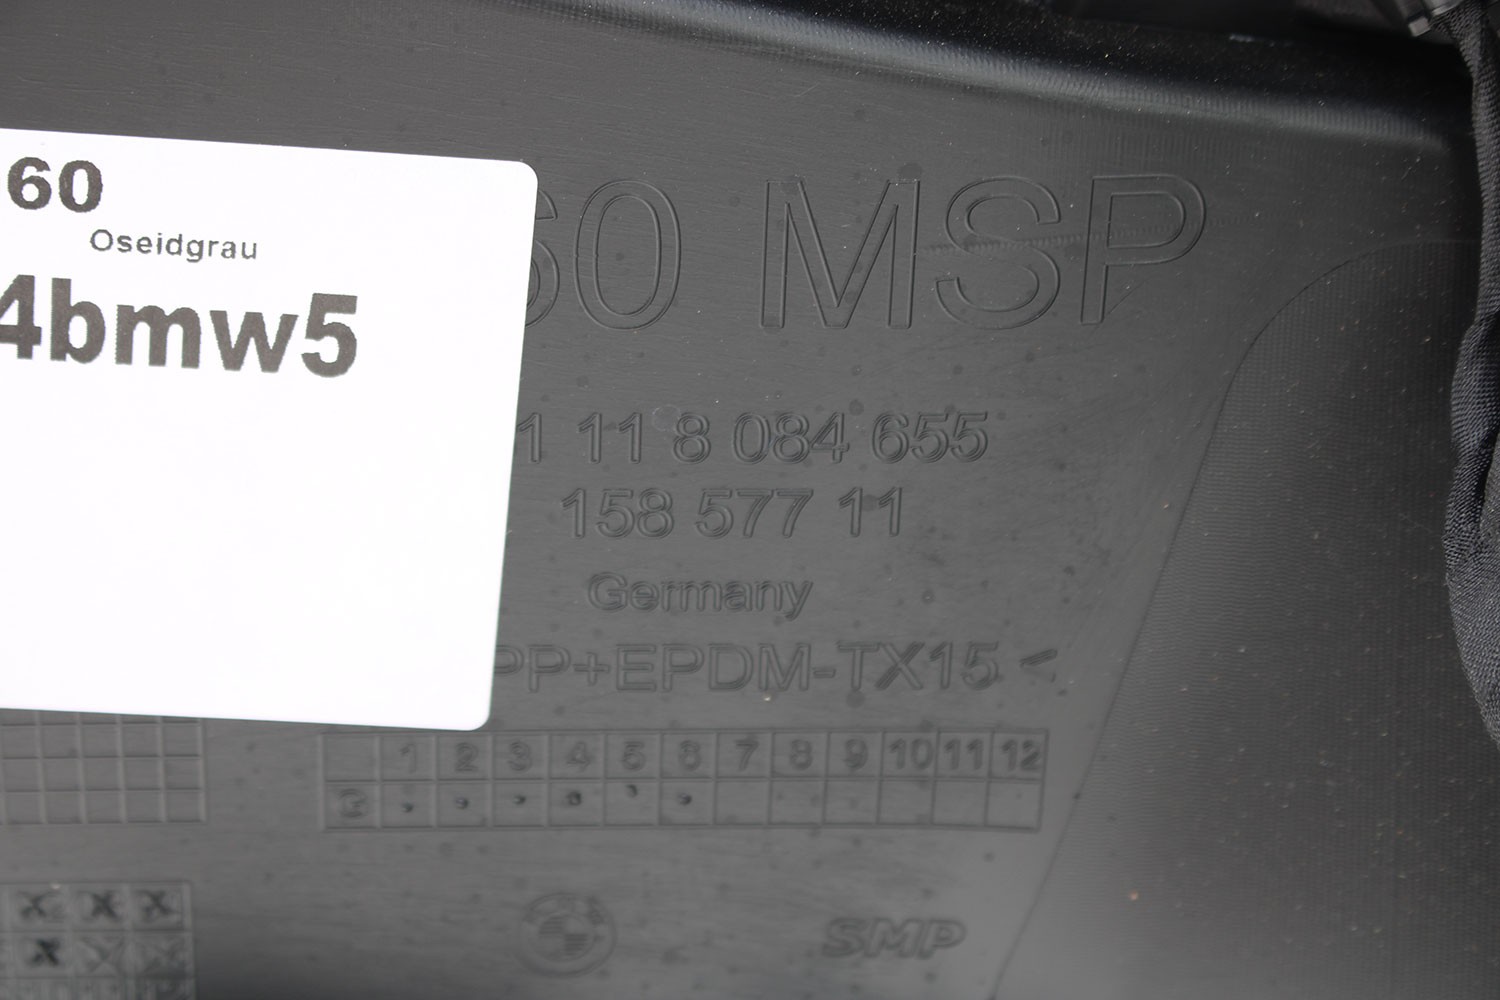 60
Oseidgrau
4bmw5
60 MSP
1 11 8 084 655
158 577 11
Germany
PP+EPDM-TX15 <
1 2 3 4 5 6 7 8 9 10 11 12
SMP